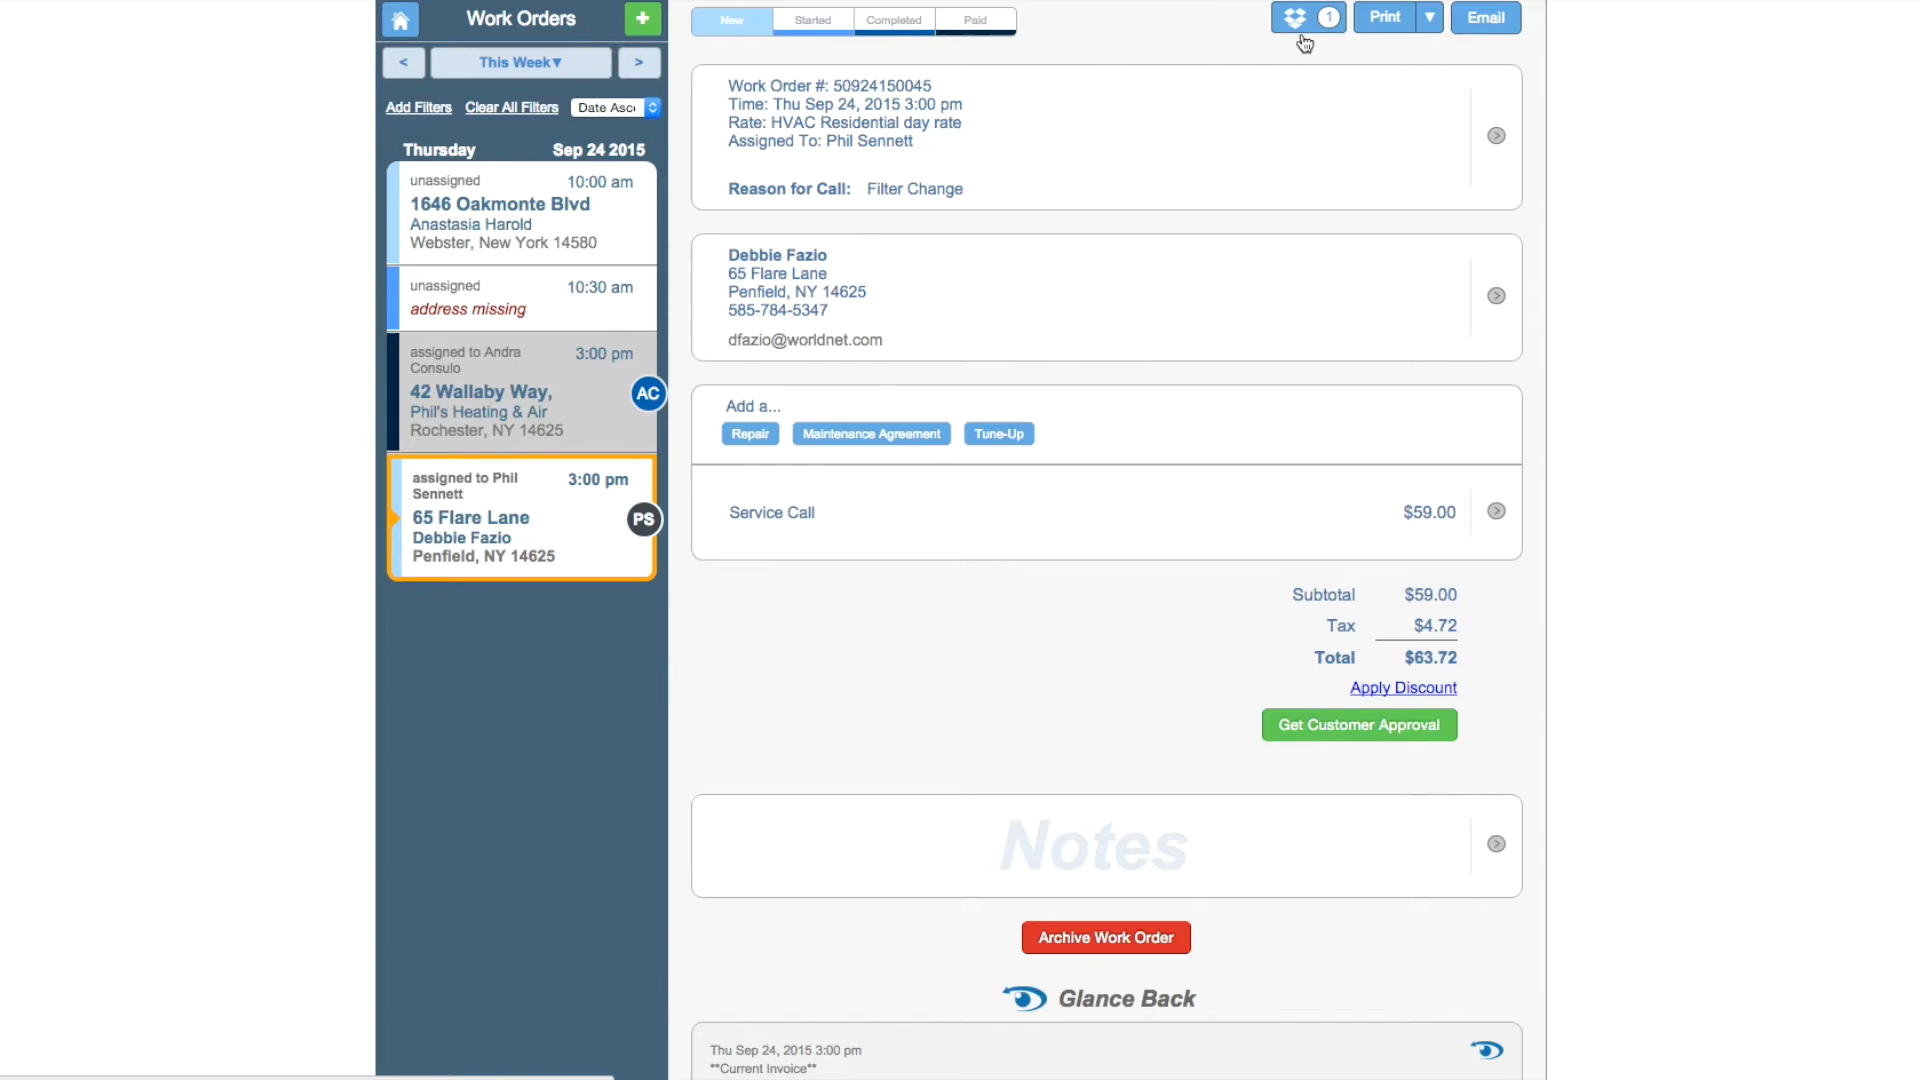 Work Orders
+
<
This Week▼
>
Add Filters
Clear All Filters
Date Asc
Thursday
Sep 24 2015
unassigned
10:00 am
1646 Oakmonte Blvd
Anastasia Harold
Webster, New York 14580
unassigned
10:30 am
address missing
assigned to Andra
Consulo
3:00 pm
42 Wallaby Way,
Phil's Heating & Air
Rochester, NY 14625
AC
assigned to Phil
Sennett
3:00 pm
65 Flare Lane
Debbie Fazio
Penfield, NY 14625
PS
New
Started
Completed
Paid
1
Print
▼
Email
Work Order #: 50924150045
Time: Thu Sep 24, 2015 3:00 pm
Rate: HVAC Residential day rate
Assigned To: Phil Sennett
Reason for Call: Filter Change
Debbie Fazio
65 Flare Lane
Penfield, NY 14625
585-784-5347
dfazio@worldnet.com
Add a...
Repair
Maintenance Agreement
Tune-Up
Service Call
$59.00
Subtotal $59.00
Tax $4.72
Total $63.72
Apply Discount
Get Customer Approval
Notes
Archive Work Order
Glance Back
Thu Sep 24, 2015 3:00 pm
**Current Invoice**